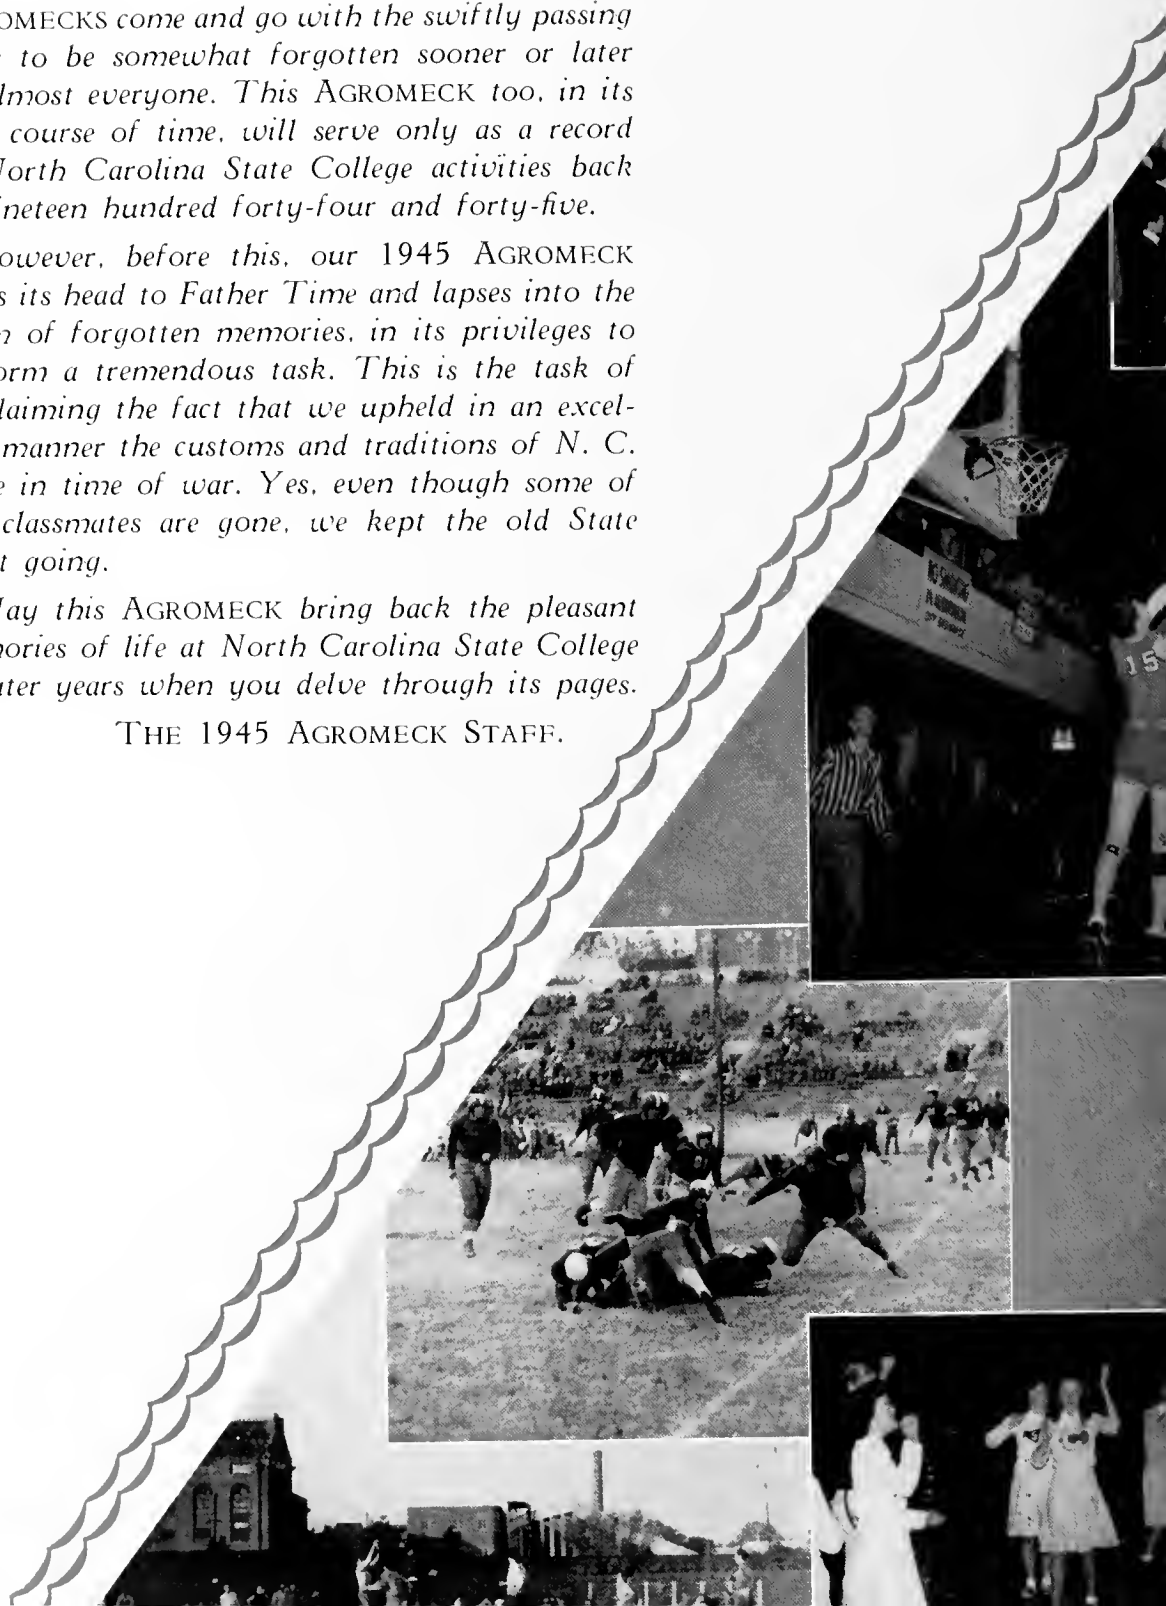 OMECKS come and go with the swiftly passing
to be somewhat forgotten sooner or later
lmost everyone. This AGROMECK too, in its
course of time, will serve only as a record
North Carolina State College activities back
neteen hundred forty-four and forty-five.
owever, before this, our 1945 AGROMECK
s its head to Father Time and lapses into the
of forgotten memories, in its privileges to
orm a tremendous task. This is the task of
laiming the fact that we upheld in an excel-
manner the customs and traditions of N. C.
e in time of war. Yes, even though some of
classmates are gone, we kept the old State
t going.
ay this AGROMECK bring back the pleasant
ories of life at North Carolina State College
ater years when you delve through its pages.
THE 1945 AGROMECK STAFF.
NO SMOKING
15